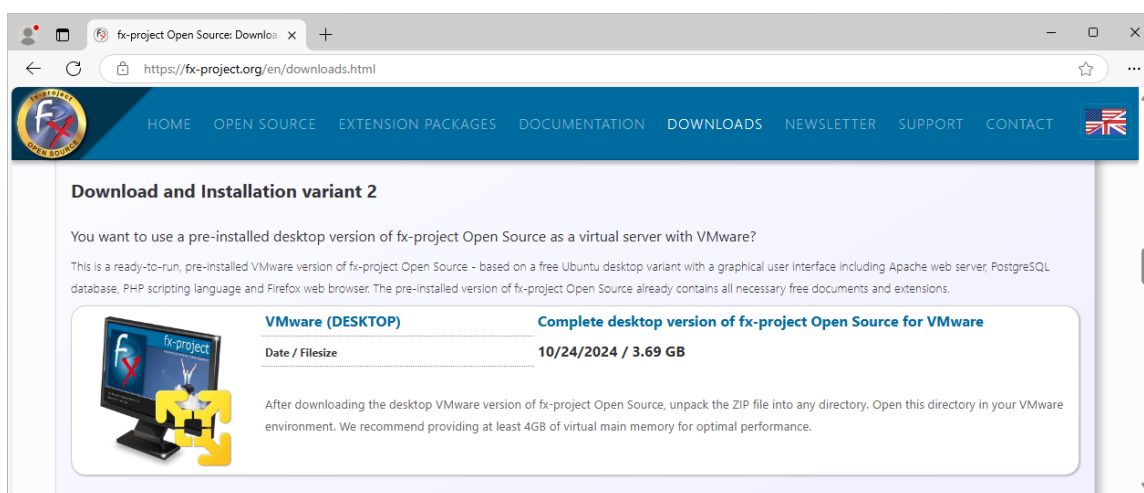 fx-project Open Source: Downloa
https://fx-project.org/en/downloads.html
fx-project
OPEN SOURCE
HOME OPEN SOURCE EXTENSION PACKAGES DOCUMENTATION DOWNLOADS NEWSLETTER SUPPORT CONTACT
Download and Installation variant 2
You want to use a pre-installed desktop version of fx-project Open Source as a virtual server with VMware?
This is a ready-to-run, pre-installed VMware version of fx-project Open Source - based on a free Ubuntu desktop variant with a graphical user interface including Apache web server, PostgreSQL
database, PHP scripting language and Firefox web browser. The pre-installed version of fx-project Open Source already contains all necessary free documents and extensions.
fx-project
VMware (DESKTOP) Complete desktop version of fx-project Open Source for VMware
Date / Filesize 10/24/2024 / 3.69 GB
After downloading the desktop VMware version of fx-project Open Source, unpack the ZIP file into any directory. Open this directory in your VMware
environment. We recommend providing at least 4GB of virtual main memory for optimal performance.